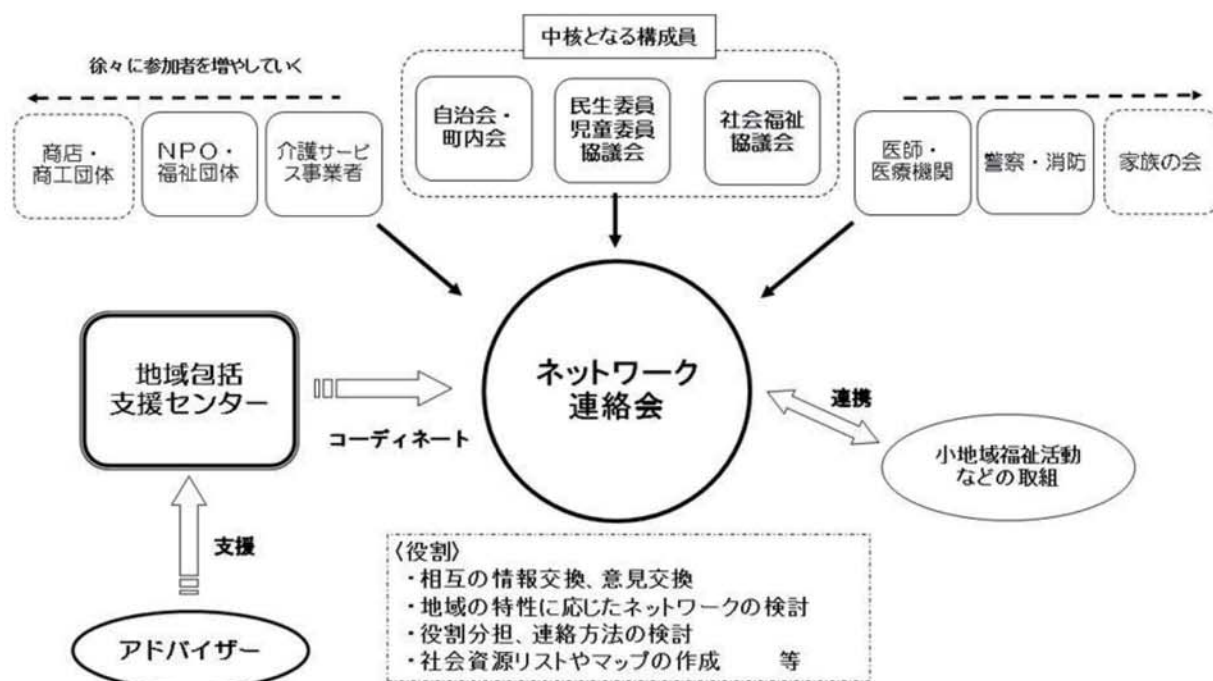 中核となる構成員
徐々に参加者を増やしていく
商店・
商工団体
NPO・
福祉団体
介護サービ
ス事業者
自治会・
町内会
民生委員
児童委員
協議会
社会福祉
協議会
医師・
医療機関
警察・消防
家族の会
地域包括
支援センター
コーディネート
ネットワーク
連絡会
連携
小地域福祉活動
などの取組
支援
アドバイザー
〈役割〉
・相互の情報交換、意見交換
・地域の特性に応じたネットワークの検討
・役割分担、連絡方法の検討
・社会資源リストやマップの作成　　等